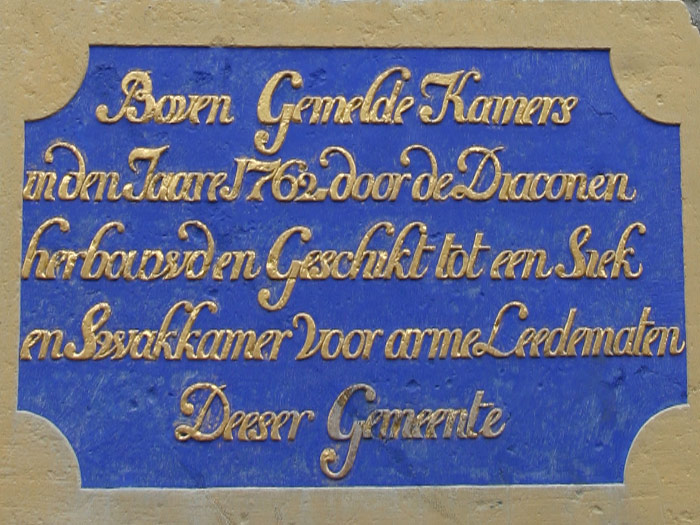 Boven Gemelde Kamers
in den Jaare 1762 door de Diaconen
herbouwd en Geschikt tot een Siek
en Swakkamer Voor arme Leedematen
Deeser Gemeente